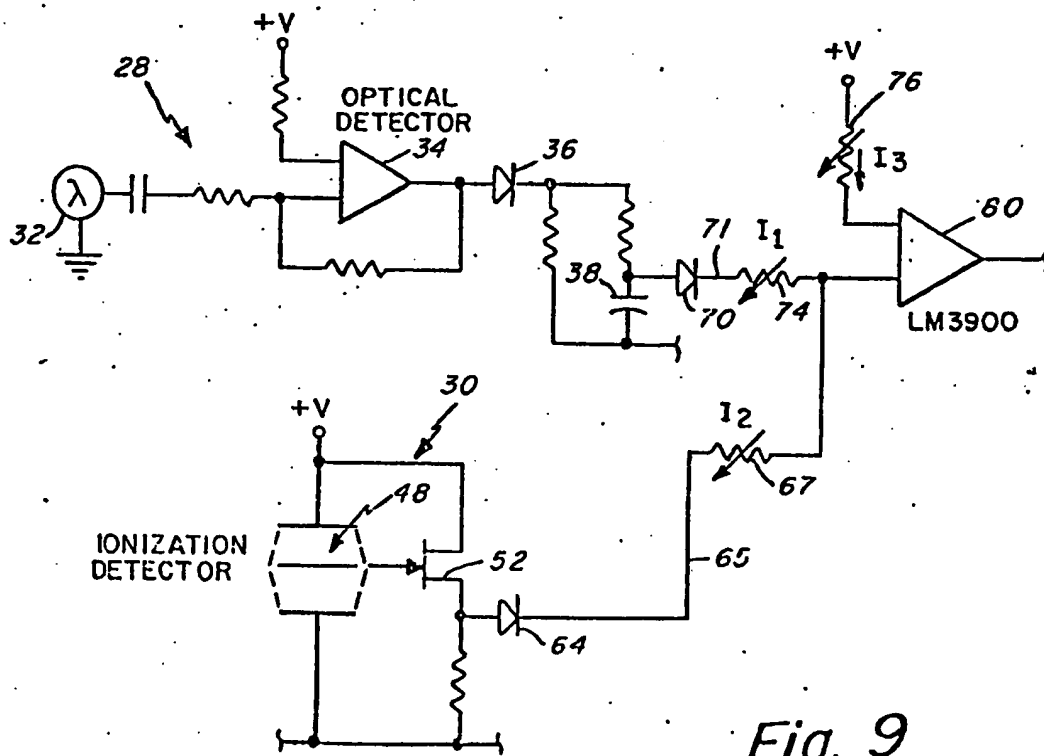 +V
28
OPTICAL
DETECTOR
34
36
λ
32
+V
76
I3
60
38
71
I1
70
74
LM3900
+V
30
I2
48
67
IONIZATION
DETECTOR
52
65
64
Fig. 9